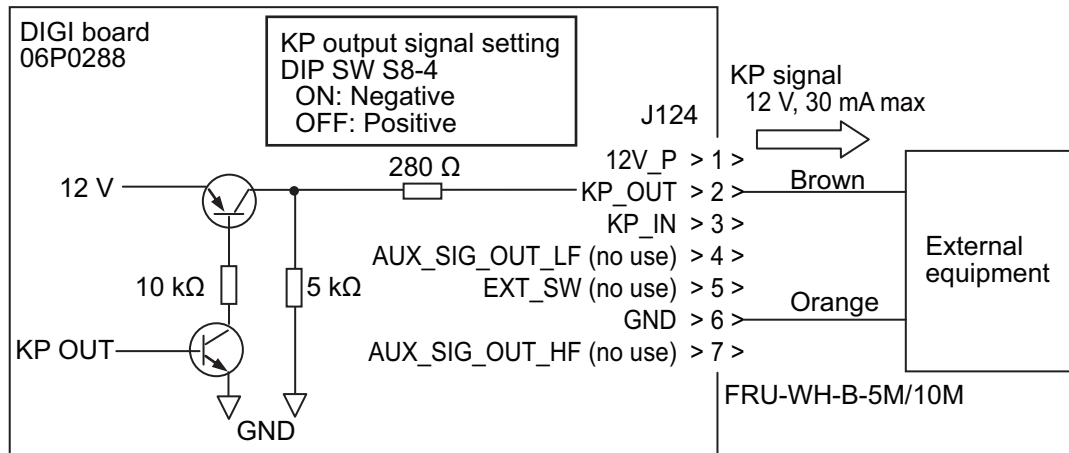 DIGI board
06P0288
KP output signal setting
DIP SW S8-4
ON: Negative
OFF: Positive
KP signal
12 V, 30 mA max
J124
12V_P > 1 >
280 Ω
12 V
KP_OUT > 2 >
Brown
KP_IN > 3 >
AUX_SIG_OUT_LF (no use) > 4 >
External
equipment
10 kΩ
5 kΩ
EXT_SW (no use) > 5 >
Orange
GND > 6 >
KP OUT
AUX_SIG_OUT_HF (no use) > 7 >
FRU-WH-B-5M/10M
GND